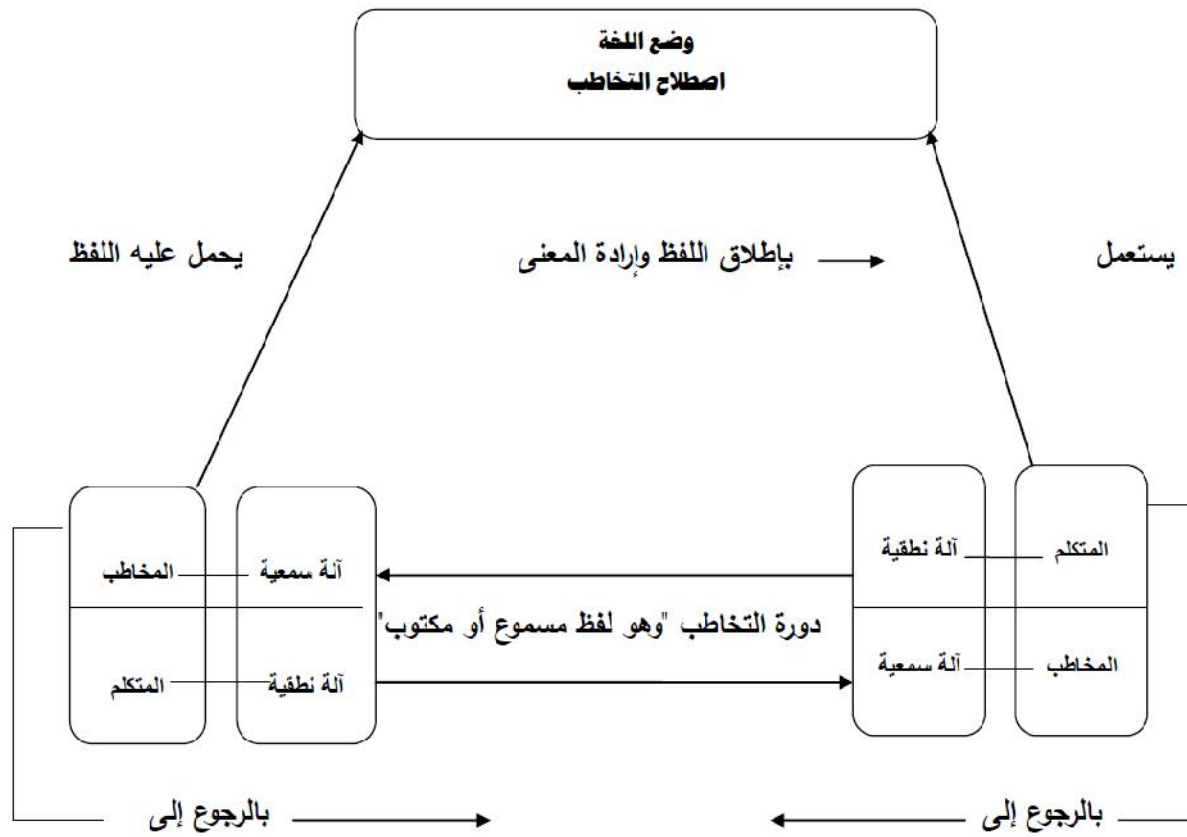 وضع اللغة
اصطلاح التخاطب
يستعمل
بإطلاق اللفظ وإرادة المعنى
يحمل عليه اللفظ
المتكلم
آلة نطقية
آلة سمعية
المخاطب
دورة التخاطب "وهو لفظ مسموع أو مكتوب"
المخاطب
آلة سمعية
آلة نطقية
المتكلم
بالرجوع إلى
بالرجوع إلى